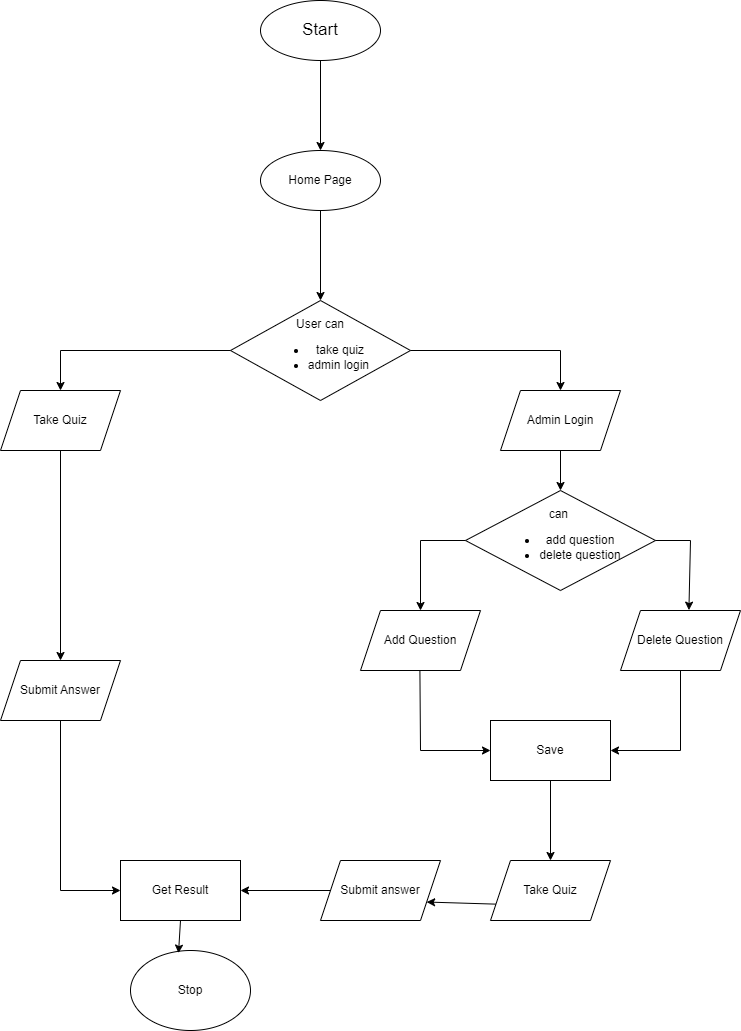 Start
Home Page
User can
• take quiz
• admin login
Take Quiz
Admin Login
can
• add question
• delete question
Add Question
Delete Question
Submit Answer
Save
Get Result
Submit answer
Take Quiz
Stop